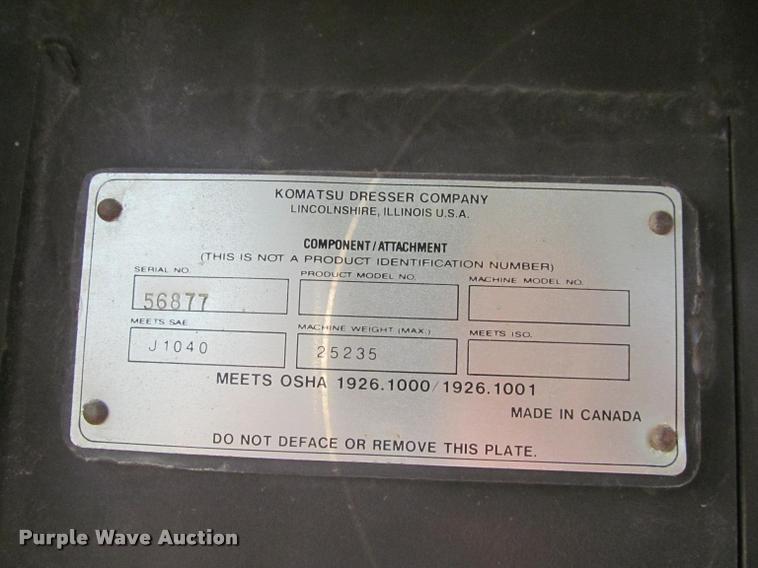 KOMATSU DRESSER COMPANY
LINCOLNSHIRE, ILLINOIS U.S.A.
COMPONENT/ATTACHMENT
(THIS IS NOT A PRODUCT IDENTIFICATION NUMBER)
SERIAL NO. PRODUCT MODEL NO. MACHINE MODEL NO.
56877
MEETS SAE MACHINE WEIGHT (MAX.) MEETS ISO.
J1040 25235
MEETS OSHA 1926.1000/1926.1001
MADE IN CANADA
DO NOT DEFACE OR REMOVE THIS PLATE.
Purple Wave Auction